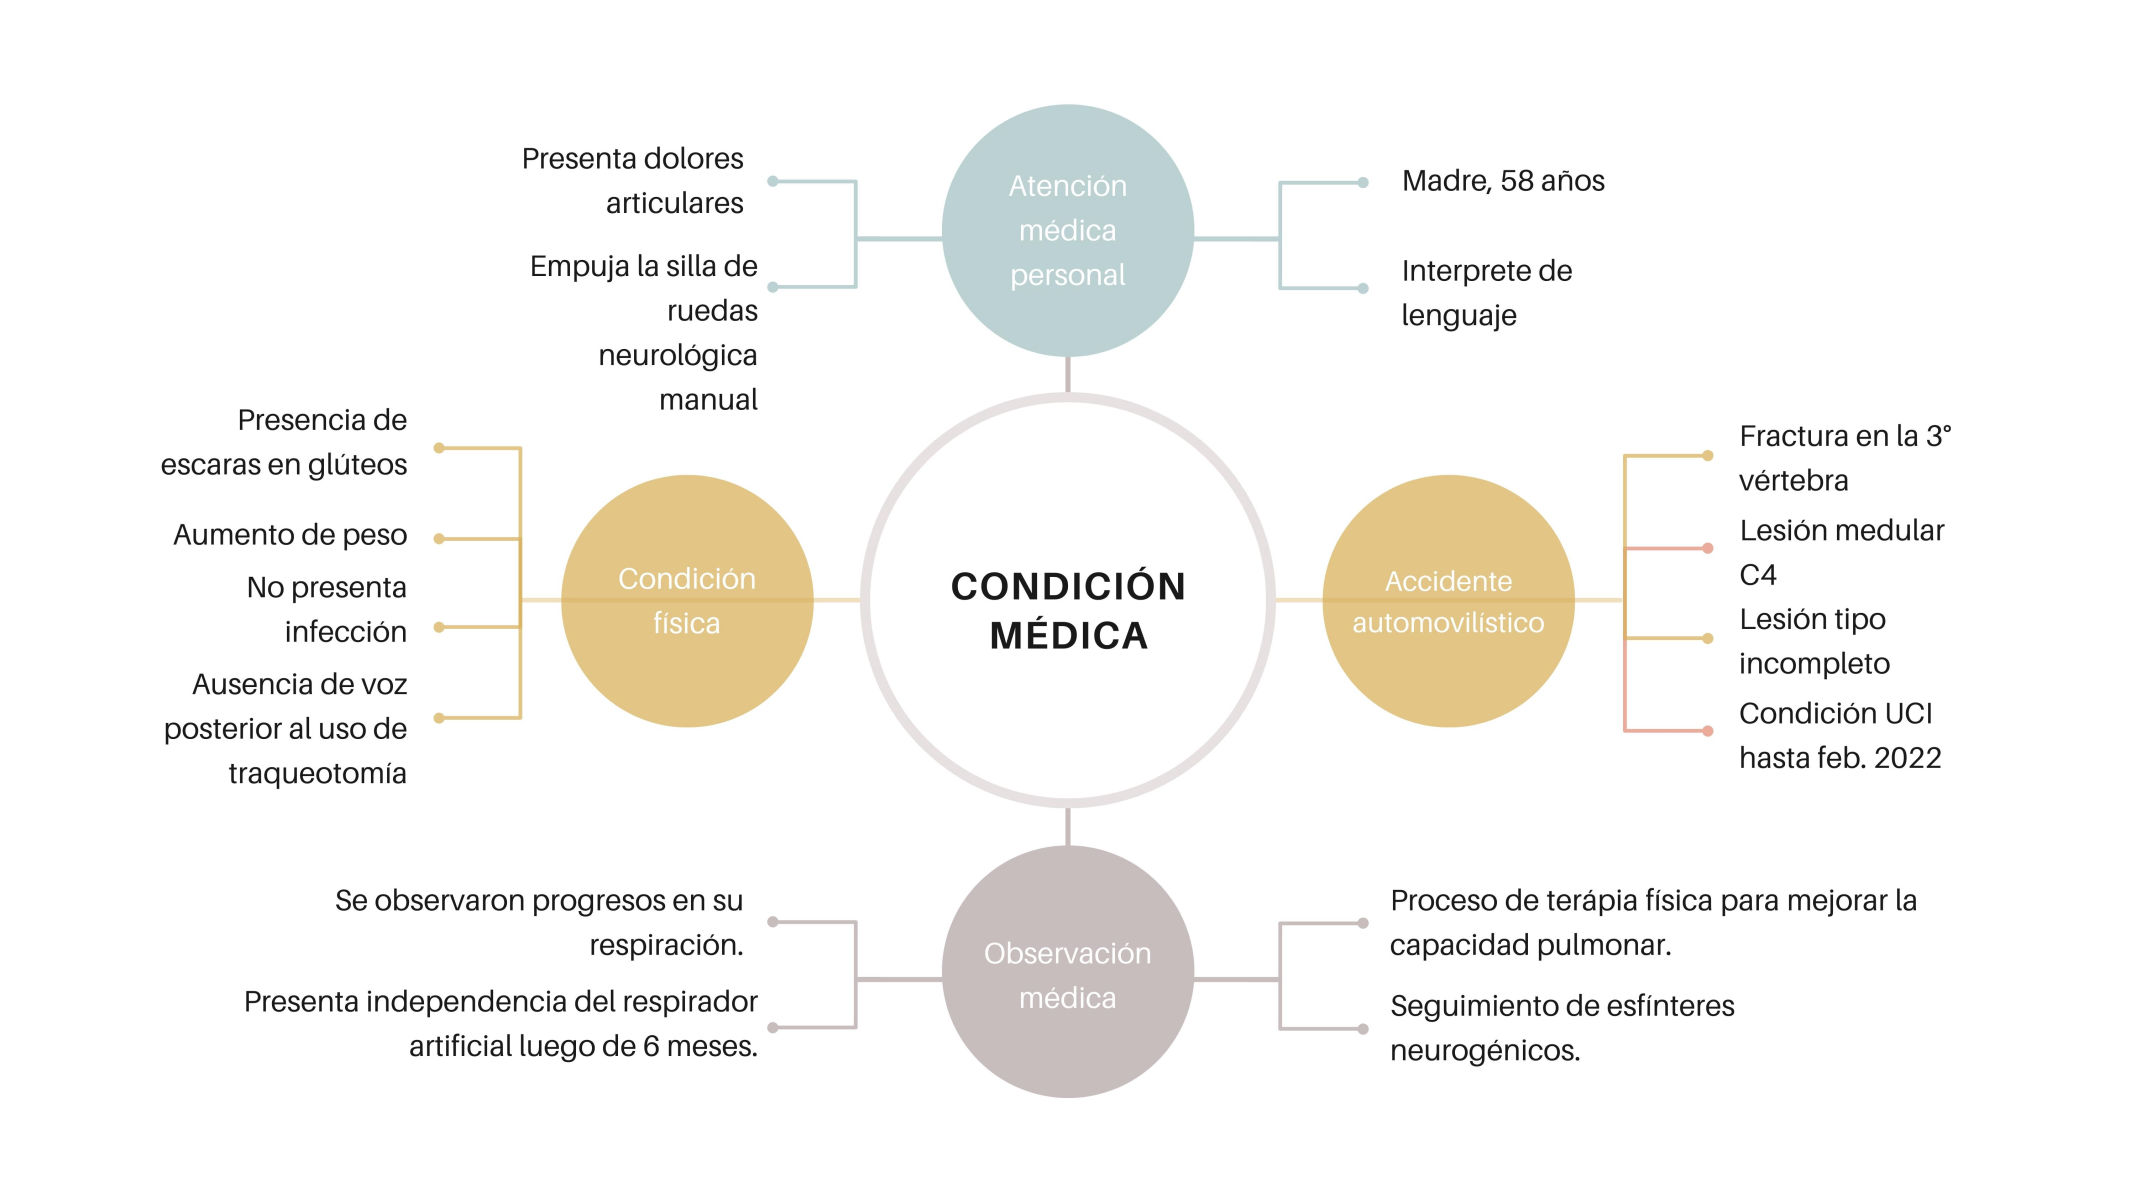 Presenta dolores
articulares
Empuja la silla de
ruedas
neurológica
manual
Atención
médica
personal
Madre, 58 años
Interprete de
lenguaje
Presencia de
escaras en glúteos
Aumento de peso
No presenta
infección
Ausencia de voz
posterior al uso de
traqueotomía
Condición
física
CONDICIÓN
MÉDICA
Accidente
automovilístico
Fractura en la 3°
vértebra
Lesión medular
C4
Lesión tipo
incompleto
Condición UCI
hasta feb. 2022
Se observaron progresos en su
respiración.
Presenta independencia del respirador
artificial luego de 6 meses.
Observación
médica
Proceso de terápia física para mejorar la
capacidad pulmonar.
Seguimiento de esfínteres
neurogénicos.